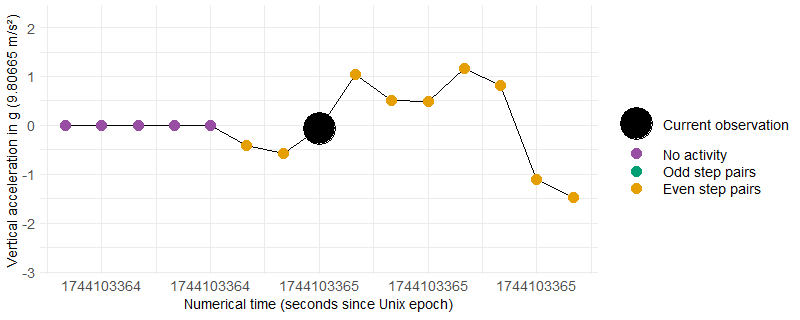 Vertical acceleration in g (9.80665 m/s²)
2
1
0
-1
-2
-3
1744103364 1744103364 1744103365 1744103365 1744103365
Numerical time (seconds since Unix epoch)
Current observation
No activity
Odd step pairs
Even step pairs